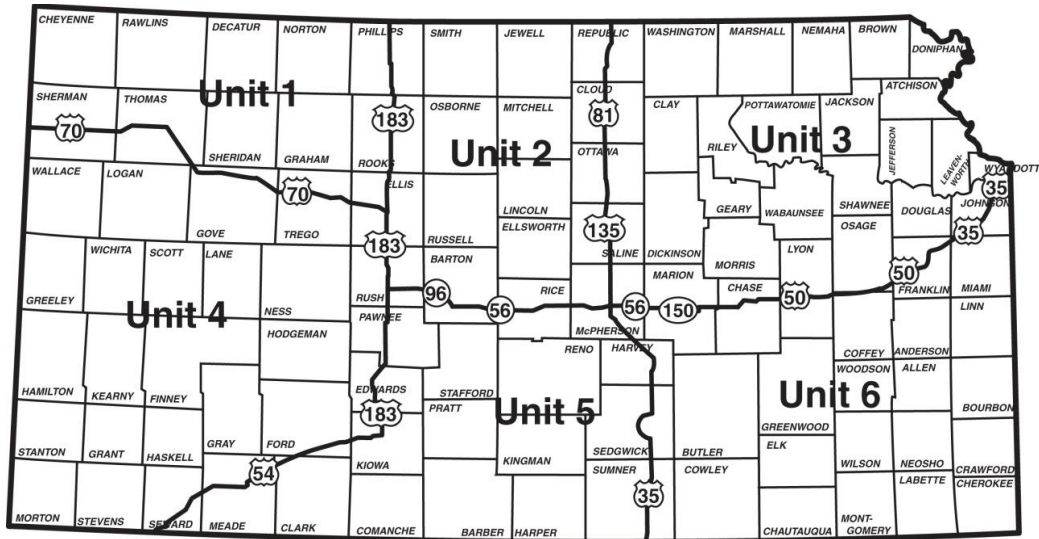 CHEYENNE RAWLINS DECATUR NORTON PHILLIPS SMITH JEWELL REPUBLIC WASHINGTON MARSHALL NEMAHA BROWN
DONIPHAN
ATCHISON
Unit 1
SHERMAN THOMAS 183 OSBORNE MITCHELL CLOUD CLAY POTTAWATOMIE JACKSON
81
70
Unit 2
Unit 3
SHERIDAN GRAHAM ROOKS OTTAWA RILEY JEFFERSON LEAVEN-
WORTH
WYANDOTTE
WALLACE LOGAN ELLIS
70
35
LINCOLN GEARY WABAUNSEE SHAWNEE DOUGLAS JOHNSON
GOVE TREGO 183 RUSSELL ELLSWORTH 135 SALINE DICKINSON OSAGE
35
WICHITA SCOTT LANE BARTON MORRIS LYON
50
GREELEY NESS RUSH 96 RICE MARION CHASE FRANKLIN MIAMI
56 56 150 50
LINN
Unit 4
PAWNEE McPHERSON
HODGEMAN RENO HARVEY COFFEY ANDERSON
WOODSON ALLEN
HAMILTON KEARNY FINNEY EDWARDS STAFFORD
Unit 5
Unit 6
183 PRATT BOURBON
STANTON GRANT HASKELL GRAY FORD GREENWOOD
KIOWA KINGMAN SEDGWICK BUTLER ELK WILSON NEOSHO CRAWFORD
54
SUMNER COWLEY LABETTE CHEROKEE
35
MORTON STEVENS SEWARD MEADE CLARK COMANCHE BARBER HARPER CHAUTAUQUA MONT-
GOMERY